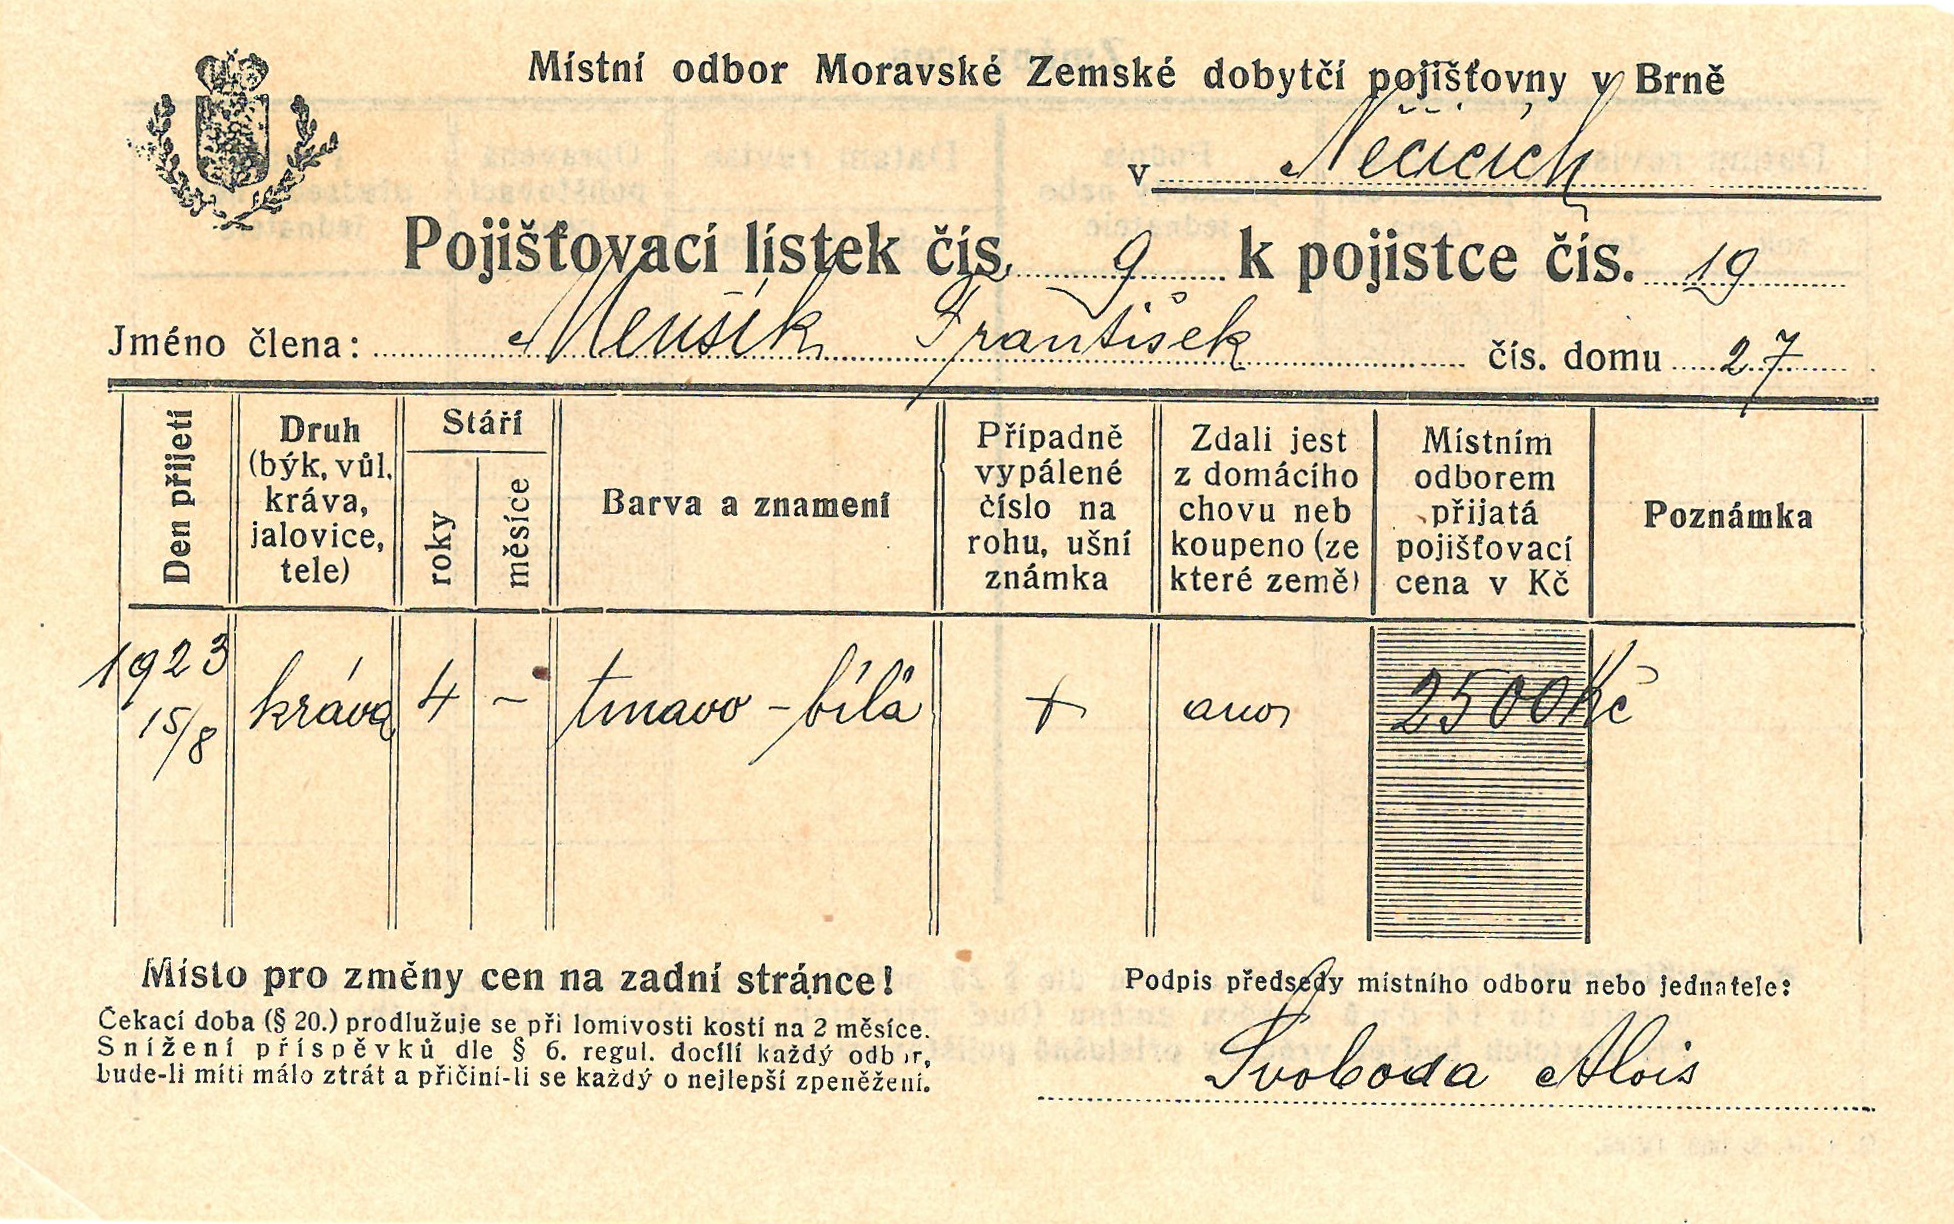 Místní odbor Moravské Zemské dobytčí pojišťovny v Brně
v Něčicích
Pojišťovací lístek čís. 9 k pojistce čís. 19
Jméno člena: Menšík František čís. domu 27
Den přijetí
Druh (býk, vůl, kráva, jalovice, tele)
Stáří
roky
měsíce
Barva a znamení
Případně vypálené číslo na rohu, ušní známka
Zdali jest z domácího chovu neb koupeno (ze které země)
Místním odborem přijatá pojišťovací cena v Kč
Poznámka
1923 15/8 kráva 4 – tmavo-bílá + ano 2500 Kč
Místo pro změny cen na zadní stránce!
Čekací doba (§ 20.) prodlužuje se při lomivosti kostí na 2 měsíce.
Snížení příspěvků dle § 6. regul. docílí každý odbor,
bude-li míti málo ztrát a přičiní-li se každý o nejlepší zpeněžení.
Podpis předsedy místního odboru nebo jednatele:
Svoboda Alois